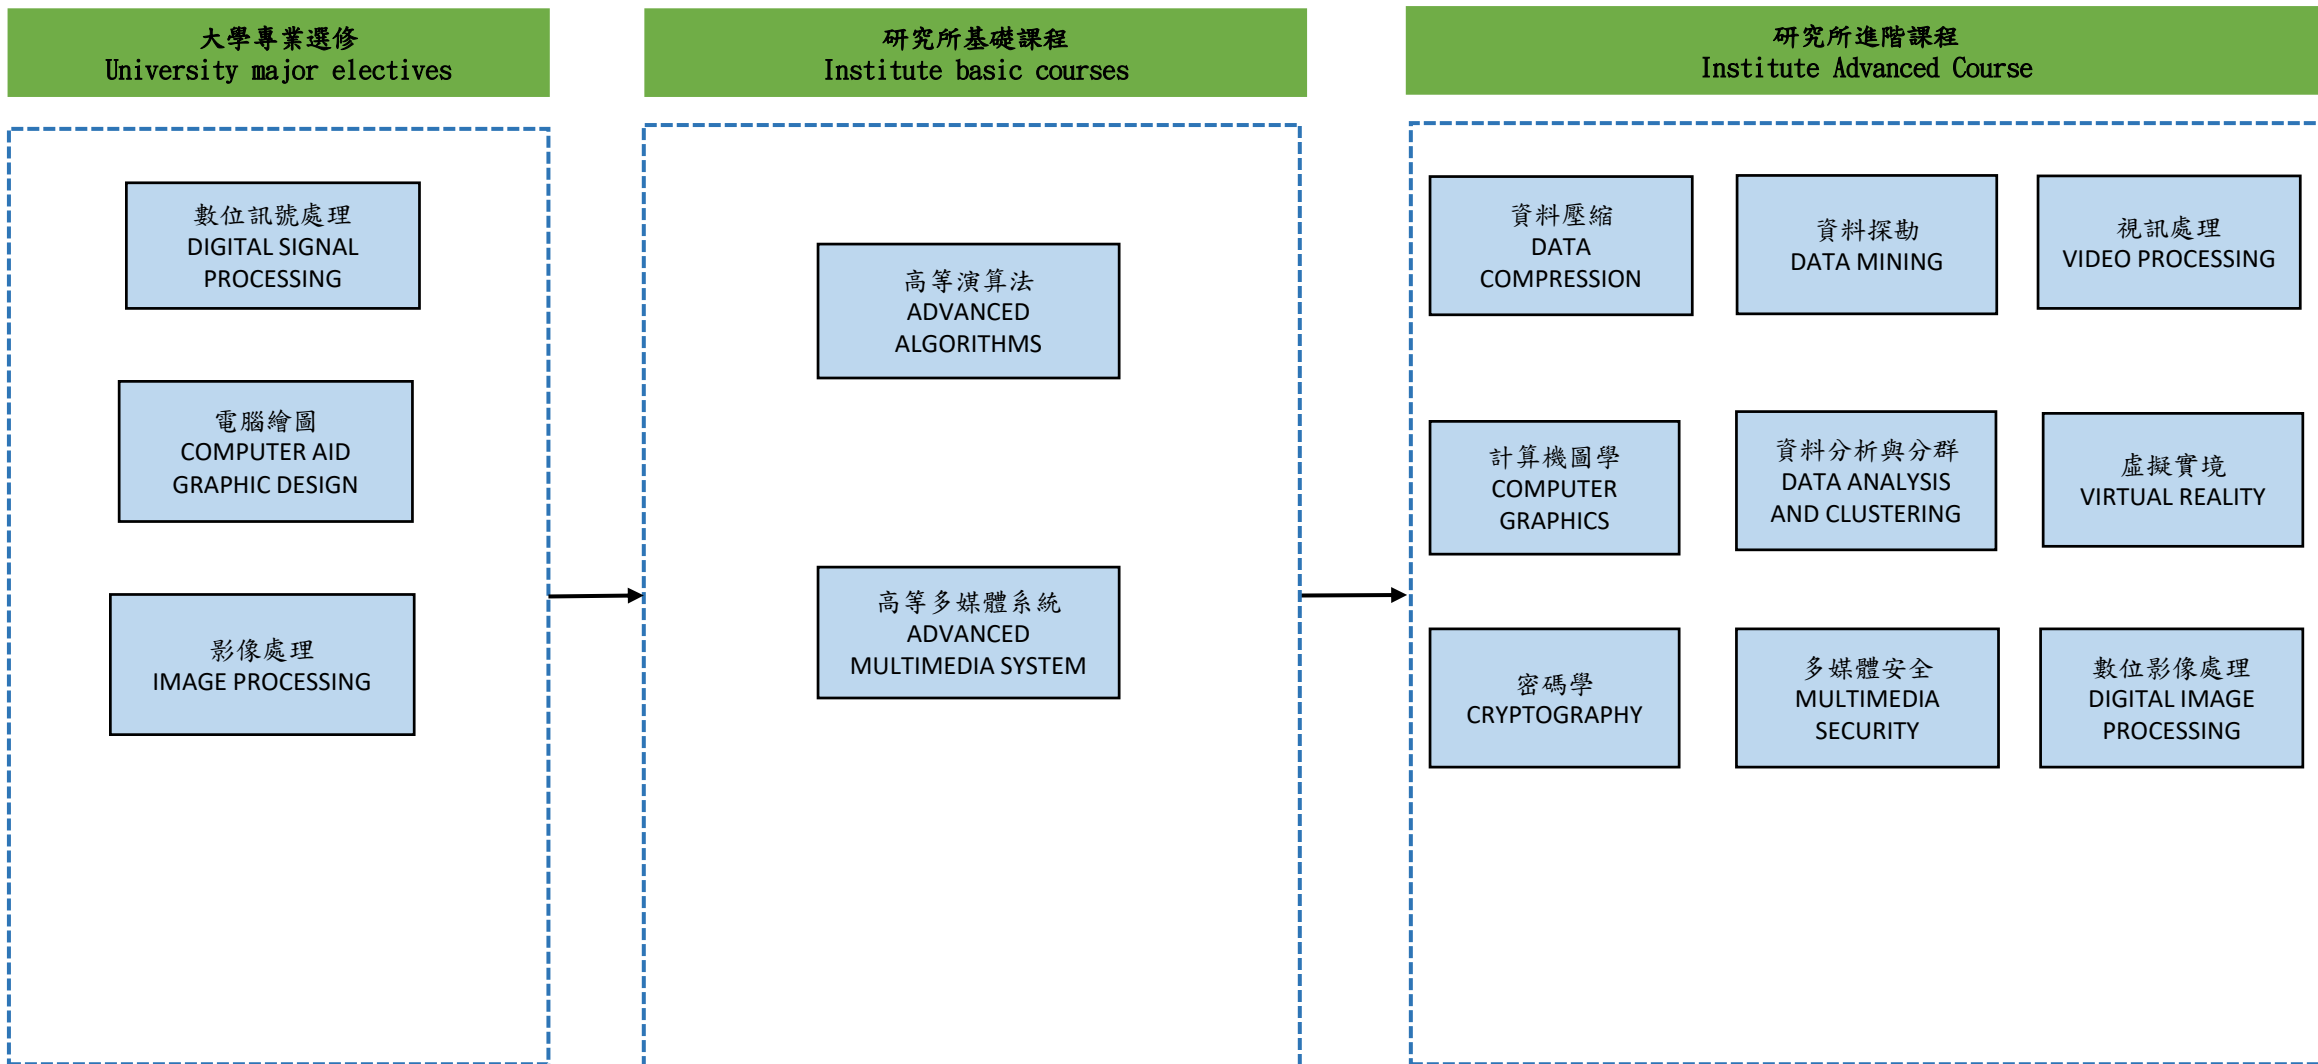 大學專業選修
University major electives
數位訊號處理
DIGITAL SIGNAL
PROCESSING
電腦繪圖
COMPUTER AID
GRAPHIC DESIGN
影像處理
IMAGE PROCESSING
研究所基礎課程
Institute basic courses
高等演算法
ADVANCED
ALGORITHMS
高等多媒體系統
ADVANCED
MULTIMEDIA SYSTEM
研究所進階課程
Institute Advanced Course
資料壓縮
DATA
COMPRESSION
資料探勘
DATA MINING
視訊處理
VIDEO PROCESSING
計算機圖學
COMPUTER
GRAPHICS
資料分析與分群
DATA ANALYSIS
AND CLUSTERING
虛擬實境
VIRTUAL REALITY
密碼學
CRYPTOGRAPHY
多媒體安全
MULTIMEDIA
SECURITY
數位影像處理
DIGITAL IMAGE
PROCESSING